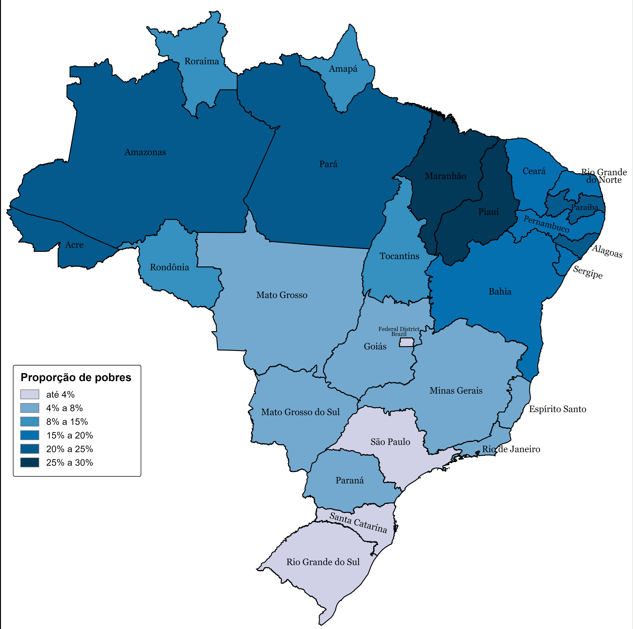 Roraima
Amapá
Amazonas
Pará
Maranhão
Ceará
Rio Grande
do Norte
Piauí
Paraíba
Pernambuco
Acre
Alagoas
Rondônia
Tocantins
Sergipe
Bahia
Mato Grosso
Federal District
Brazil
Goiás
Minas Gerais
Mato Grosso do Sul
Espírito Santo
São Paulo
Rio de Janeiro
Paraná
Santa Catarina
Rio Grande do Sul
Proporção de pobres
até 4%
4% a 8%
8% a 15%
15% a 20%
20% a 25%
25% a 30%